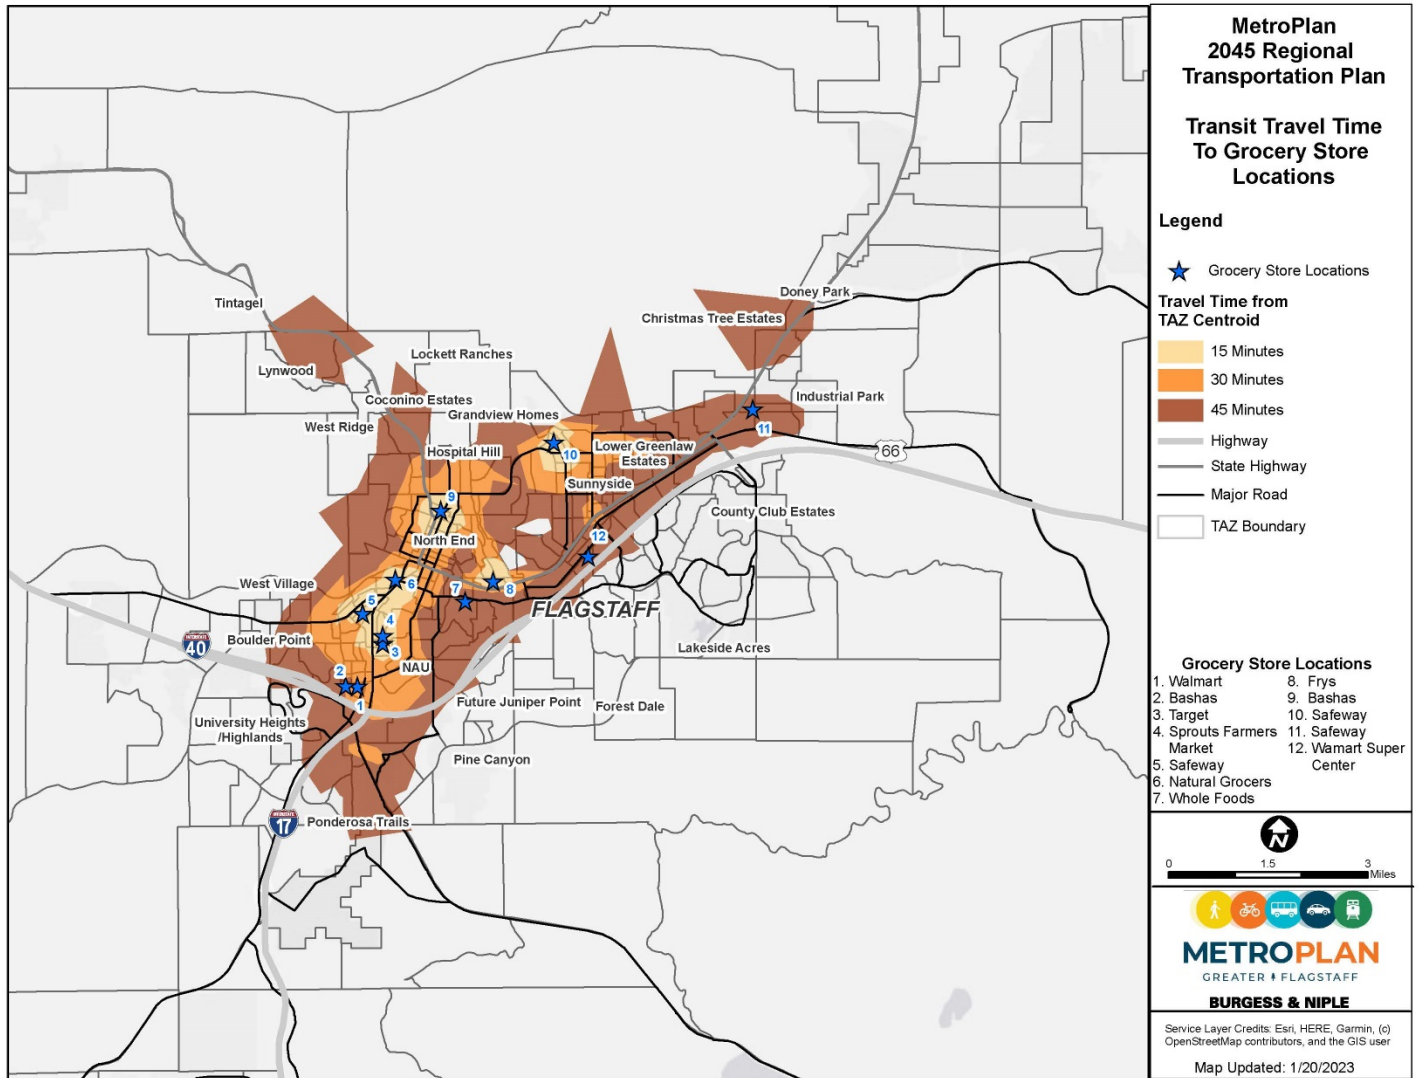 MetroPlan
2045 Regional
Transportation Plan
Transit Travel Time
To Grocery Store
Locations
Legend
Grocery Store Locations
Travel Time from
TAZ Centroid
15 Minutes
30 Minutes
45 Minutes
Highway
State Highway
Major Road
TAZ Boundary
Grocery Store Locations
1. Walmart
2. Bashas
3. Target
4. Sprouts Farmers
Market
5. Safeway
6. Natural Grocers
7. Whole Foods
8. Frys
9. Bashas
10. Safeway
11. Safeway
12. Wamart Super
Center
N
0 1.5 3
Miles
METROPLAN
GREATER FLAGSTAFF
BURGESS & NIPLE
Service Layer Credits: Esri, HERE, Garmin, (c)
OpenStreetMap contributors, and the GIS user
Map Updated: 1/20/2023
Tintagel
Doney Park
Christmas Tree Estates
Lockett Ranches
Lynwood
Coconino Estates
Industrial Park
Grandview Homes
West Ridge
11
Hospital Hill
Lower Greenlaw
Estates
66
10
Sunnyside
9
County Club Estates
12
North End
West Village
6
8
7
5
FLAGSTAFF
4
INTERSTATE
40
Boulder Point
3
Lakeside Acres
NAU
2
1
Future Juniper Point
Forest Dale
University Heights
/Highlands
Pine Canyon
INTERSTATE
17
Ponderosa Trails